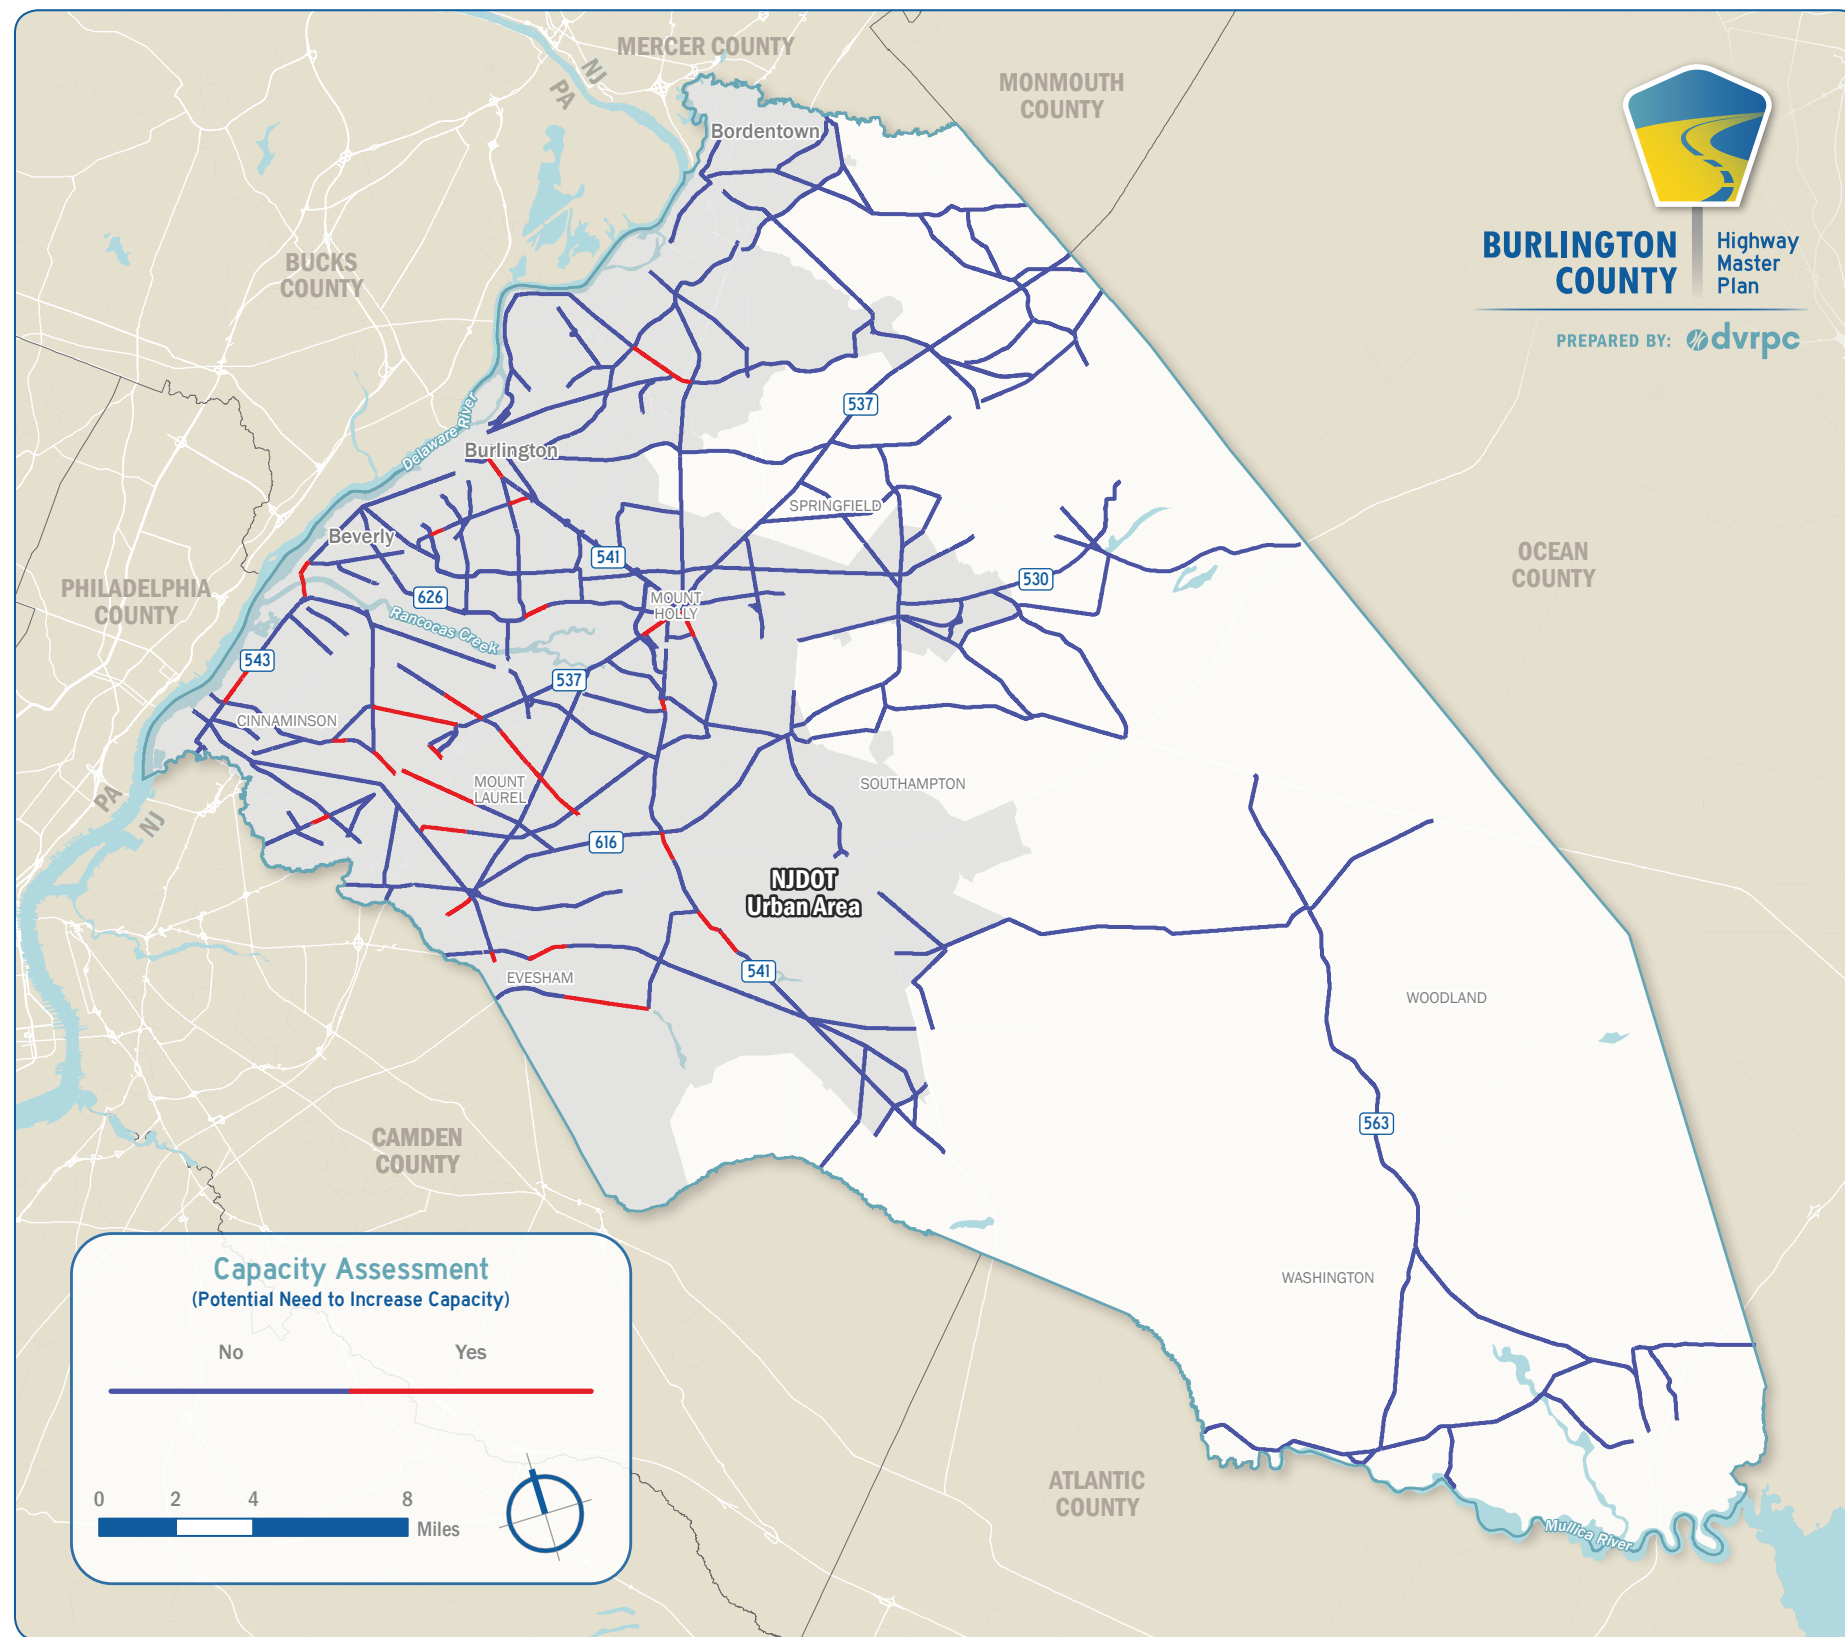 MERCER COUNTY
NJ
PA
MONMOUTH
COUNTY
Bordentown
BURLINGTON
COUNTY
Highway
Master
Plan
PREPARED BY: dvrpc
BUCKS
COUNTY
537
Delaware River
Burlington
SPRINGFIELD
Beverly
541
OCEAN
COUNTY
530
PHILADELPHIA
COUNTY
626
MOUNT
HOLLY
Rancocas Creek
543
537
CINNAMINSON
MOUNT
LAUREL
SOUTHAMPTON
PA
NJ
616
NJDOT
Urban Area
541
EVESHAM
WOODLAND
563
CAMDEN
COUNTY
WASHINGTON
Capacity Assessment
(Potential Need to Increase Capacity)
No Yes
0 2 4 8
Miles
ATLANTIC
COUNTY
Mullica River